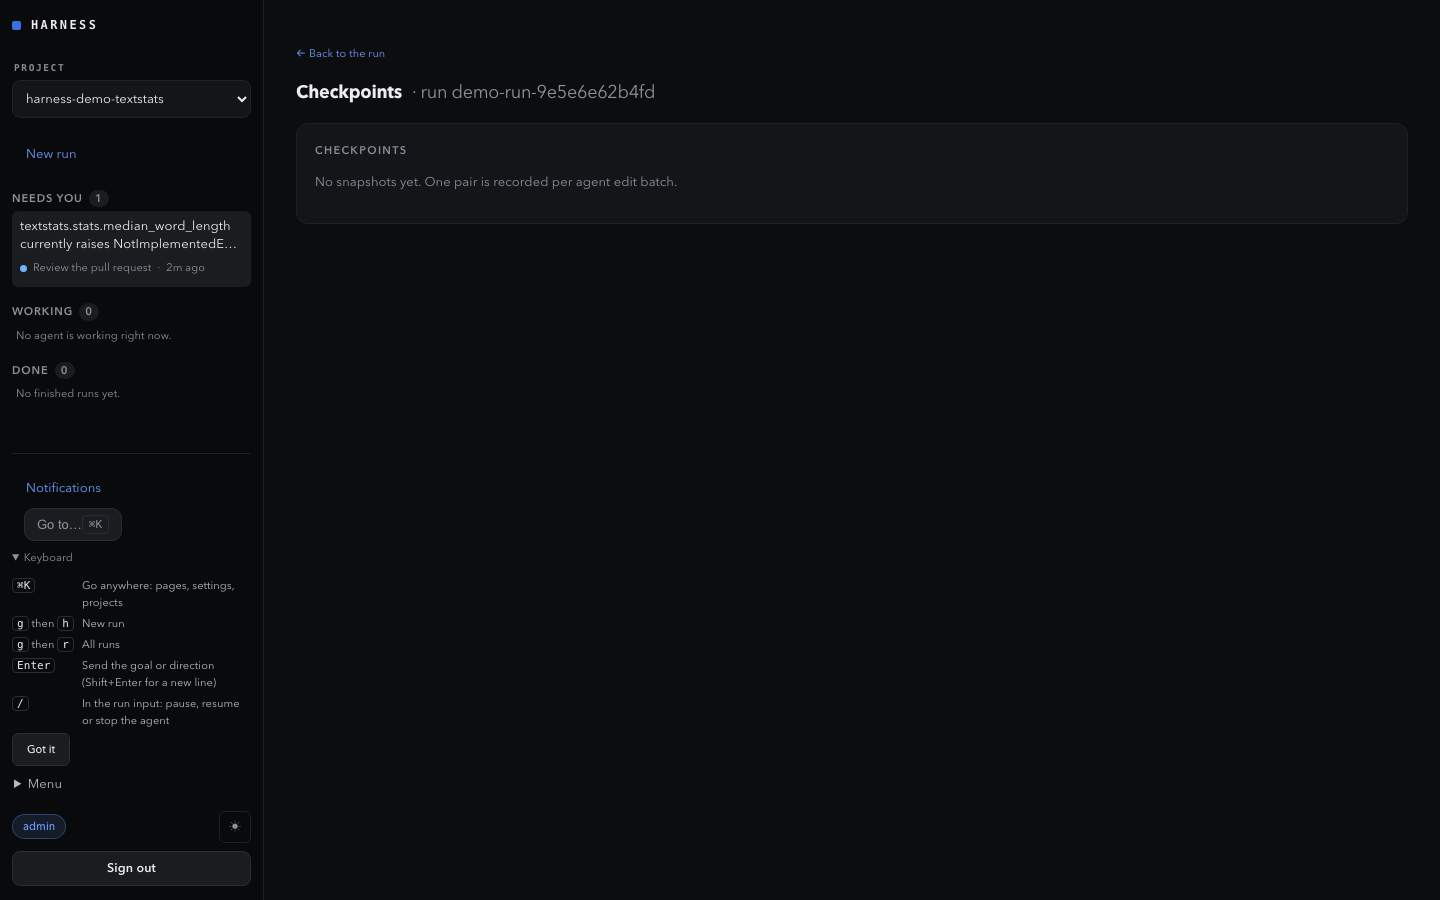 HARNESS
PROJECT
harness-demo-textstats
New run
NEEDS YOU 1
textstats.stats.median_word_length
currently raises NotImplementedE…
Review the pull request · 2m ago
WORKING 0
No agent is working right now.
DONE 0
No finished runs yet.
Notifications
Go to… ⌘K
▼ Keyboard
⌘K Go anywhere: pages, settings,
projects
g then h New run
g then r All runs
Enter Send the goal or direction
(Shift+Enter for a new line)
/ In the run input: pause, resume
or stop the agent
Got it
▶ Menu
admin
Sign out
← Back to the run
Checkpoints · run demo-run-9e5e6e62b4fd
CHECKPOINTS
No snapshots yet. One pair is recorded per agent edit batch.